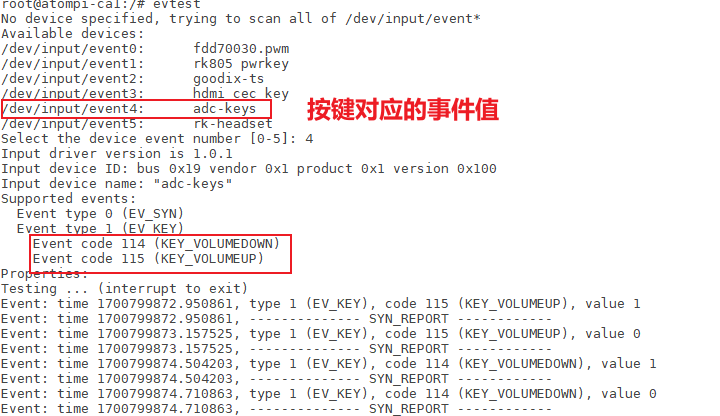 root@atompi-ca1:/# evtest
No device specified, trying to scan all of /dev/input/event*
Available devices:
/dev/input/event0:      fdd70030.pwm
/dev/input/event1:      rk805 pwrkey
/dev/input/event2:      goodix-ts
/dev/input/event3:      hdmi cec key
/dev/input/event4:      adc-keys
按键对应的事件值
/dev/input/event5:      rk-headset
Select the device event number [0-5]: 4
Input driver version is 1.0.1
Input device ID: bus 0x19 vendor 0x1 product 0x1 version 0x100
Input device name: "adc-keys"
Supported events:
  Event type 0 (EV_SYN)
  Event type 1 (EV_KEY)
    Event code 114 (KEY_VOLUMEDOWN)
    Event code 115 (KEY_VOLUMEUP)
Properties:
Testing ... (interrupt to exit)
Event: time 1700799872.950861, type 1 (EV_KEY), code 115 (KEY_VOLUMEUP), value 1
Event: time 1700799872.950861, -------------- SYN_REPORT ------------
Event: time 1700799873.157525, type 1 (EV_KEY), code 115 (KEY_VOLUMEUP), value 0
Event: time 1700799873.157525, -------------- SYN_REPORT ------------
Event: time 1700799874.504203, type 1 (EV_KEY), code 114 (KEY_VOLUMEDOWN), value 1
Event: time 1700799874.504203, -------------- SYN_REPORT ------------
Event: time 1700799874.710863, type 1 (EV_KEY), code 114 (KEY_VOLUMEDOWN), value 0
Event: time 1700799874.710863, -------------- SYN_REPORT ------------